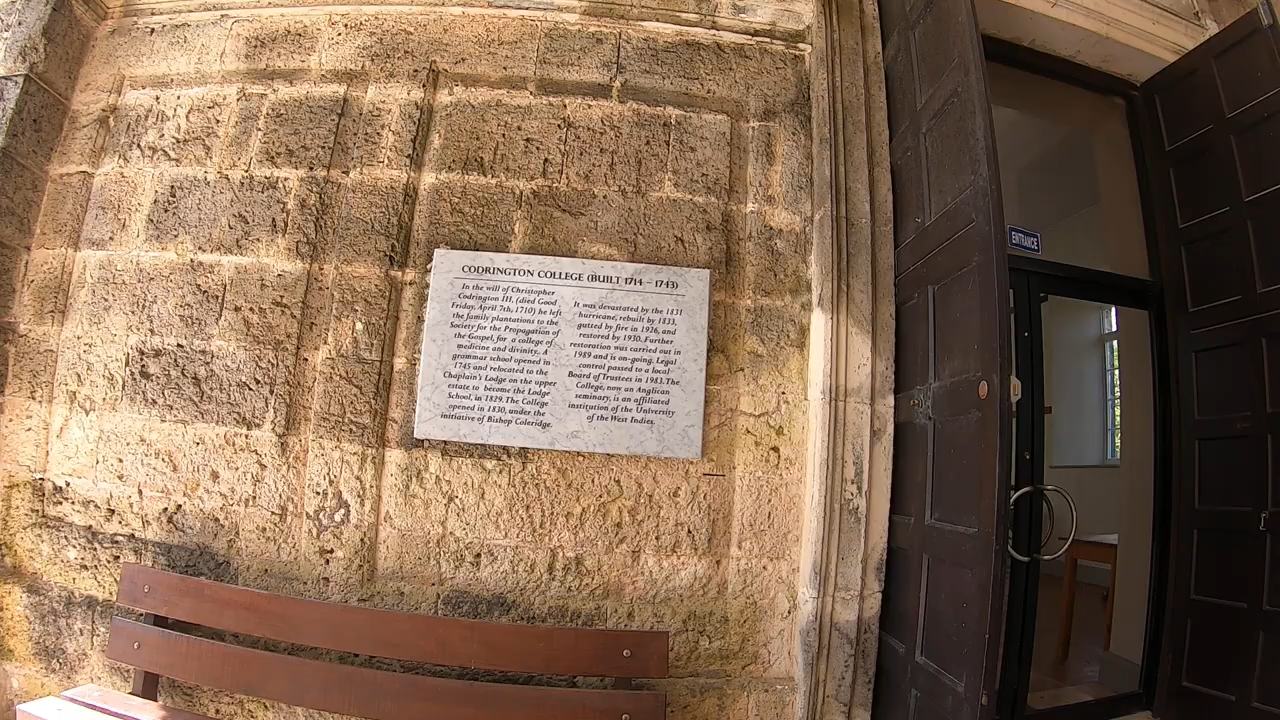 CODRINGTON COLLEGE (BUILT 1714 – 1743)
In the will of Christopher
Codrington III, (died Good
Friday, April 7th, 1710) he left
the family plantations to the
Society for the Propagation of
the Gospel, for a college of
medicine and divinity. A
grammar school opened in
1745 and relocated to the
Chaplain's Lodge on the upper
estate to become the Lodge
School, in 1829. The College
opened in 1830, under the
initiative of Bishop Coleridge.
It was devastated by the 1831
hurricane, rebuilt by 1833,
gutted by fire in 1926, and
restored by 1930. Further
restoration was carried out in
1989 and is on-going. Legal
control passed to a local
Board of Trustees in 1983. The
College, now an Anglican
seminary, is an affiliated
institution of the University
of the West Indies.
ENTRANCE